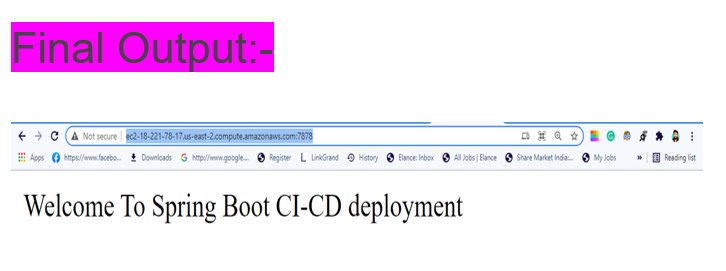 Final Output:-
Not secure | ec2-18-221-78-17.us-east-2.compute.amazonaws.com:7878
Apps https://www.facebo... Downloads http://www.google... Register LinkGrand History Elance: Inbox All Jobs | Elance Share Market India:... My Jobs » Reading list
Welcome To Spring Boot CI-CD deployment